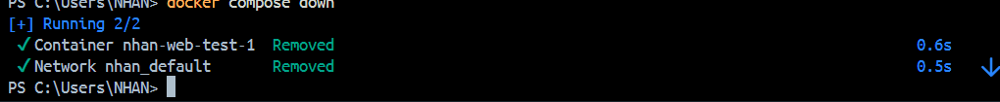 PS C:\Users\NHAN> docker compose down
[+] Running 2/2
✓Container nhan-web-test-1 Removed 0.6s
✓Network nhan_default Removed 0.5s
PS C:\Users\NHAN>